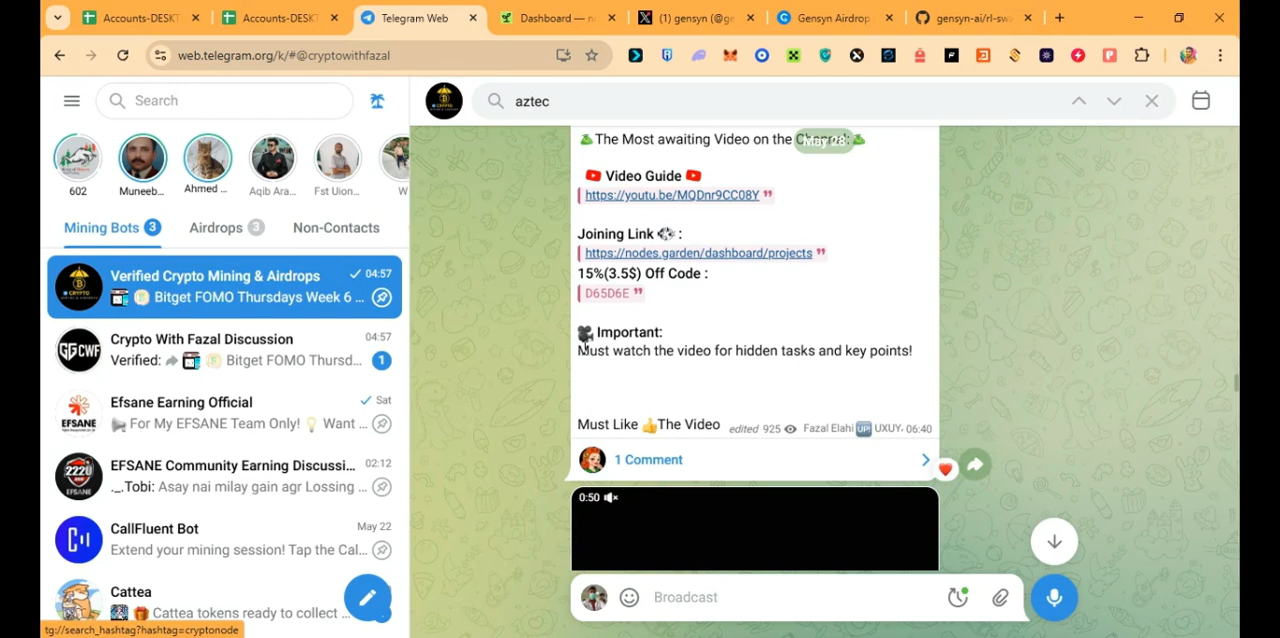 Accounts-DESKT
Accounts-DESKT
Telegram Web
Dashboard — n
(1) gensyn (@ge
Gensyn Airdrop
gensyn-ai/rl-sw
web.telegram.org/k/#@cryptowithfazal
Search
aztec
602
Muneeb...
Ahmed ...
Aqib Ara...
Fst Uion...
W
Mining Bots 3
Airdrops 3
Non-Contacts
Verified Crypto Mining & Airdrops
04:57
Bitget FOMO Thursdays Week 6 ...
Crypto With Fazal Discussion
04:57
Verified: Bitget FOMO Thursd...
1
Efsane Earning Official
Sat
For My EFSANE Team Only! Want ...
EFSANE Community Earning Discussi...
02:12
._.Tobi: Asay nai milay gain agr Lossing ...
CallFluent Bot
May 22
Extend your mining session! Tap the Cal...
Cattea
Cattea tokens ready to collect ...
tg://search_hashtag?hashtag=cryptonode
The Most awaiting Video on the Channel:
May 28
Video Guide
https://youtu.be/MQDnr9CC08Y
Joining Link :
https://nodes.garden/dashboard/projects
15%(3.5$) Off Code :
D65D6E
Important:
Must watch the video for hidden tasks and key points!
Must Like The Video
edited 925 Fazal Elahi UP! UXUY, 06:40
1 Comment
0:50
Broadcast